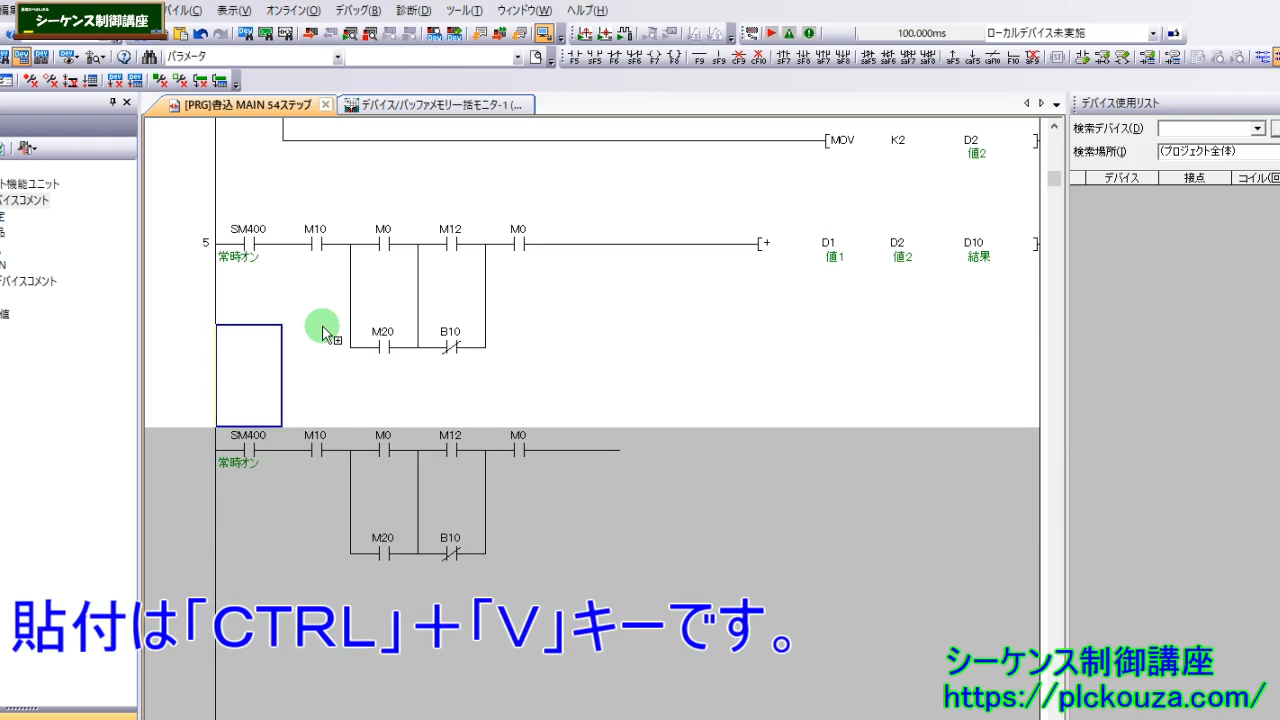 シーケンス制御講座
ァイル(C) 表示(V) オンライン(O) デバッグ(B) 診断(D) ツール(T) ウィンドウ(W) ヘルプ(H)
100.000ms ローカルデバイス未実施
パラメータ
[PRG]書込 MAIN 54ステップ
デバイス/バッファメモリ一括モニタ-1 (...
デバイス使用リスト
検索デバイス(D)
検索場所(I) (プロジェクト全体)
デバイス 接点 コイル(回
ト機能ユニット
バイスコメント
定
品
N
デバイスコメント
値
MOV K2 D2
値2
SM400 M10 M0 M12 M0
5 + D1 D2 D10
常時オン 値1 値2 結果
M20 B10
SM400 M10 M0 M12 M0
常時オン
M20 B10
貼付は「CTRL」＋「V」キーです。
シーケンス制御講座
https://plckouza.com/